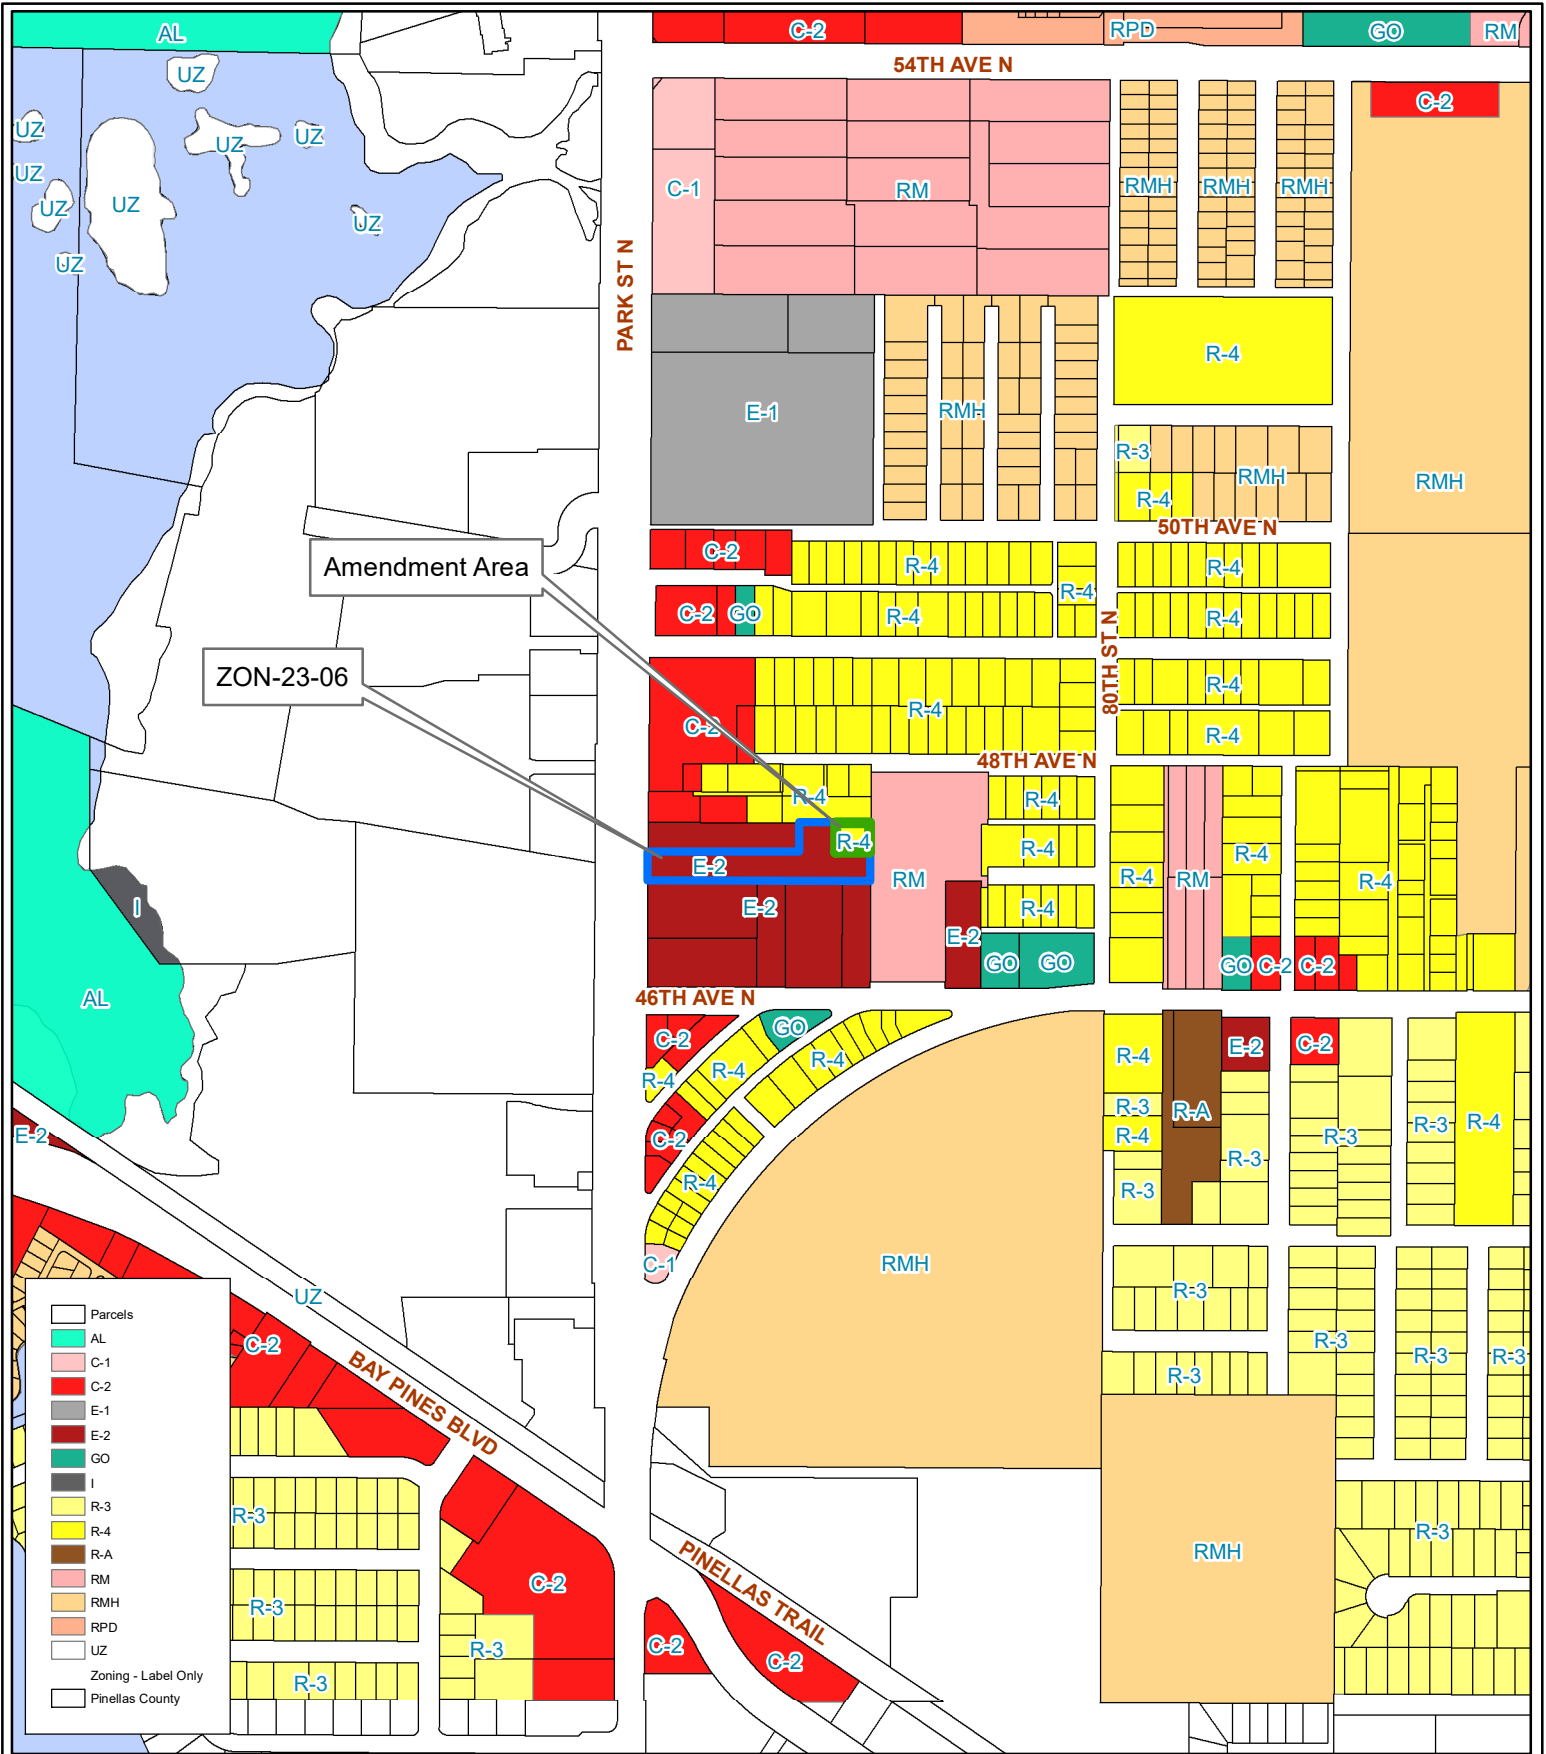 AL
C-2
RPD
GO
RM
54TH AVE N
UZ
UZ
UZ
UZ
UZ
UZ
UZ
UZ
UZ
C-2
C-1
RM
RMH
RMH
RMH
PARK ST N
R-4
E-1
RMH
R-3
RMH
R-4
RMH
50TH AVE N
C-2
R-4
R-4
Amendment Area
R-4
C-2
GO
R-4
R-4
80TH ST N
ZON-23-06
R-4
C-2
R-4
R-4
48TH AVE N
R-4
R-4
R-4
R-4
R-4
E-2
RM
R-4
RM
R-4
R-4
I
E-2
R-4
E-2
GO
GO
GO
C-2
C-2
AL
46TH AVE N
C-2
GO
R-4
R-4
R-4
R-4
E-2
C-2
R-3
R-A
R-4
E-2
C-2
R-4
R-3
R-3
R-3
R-4
R-4
R-3
C-1
RMH
UZ
R-3
C-2
R-3
R-3
R-3
R-3
BAY PINES BLVD
Parcels
AL
C-1
C-2
E-1
E-2
GO
I
R-3
R-4
R-A
RM
RMH
RPD
UZ
Zoning - Label Only
Pinellas County
R-3
R-3
RMH
PINELLAS TRAIL
C-2
R-3
R-3
C-2
C-2
R-3